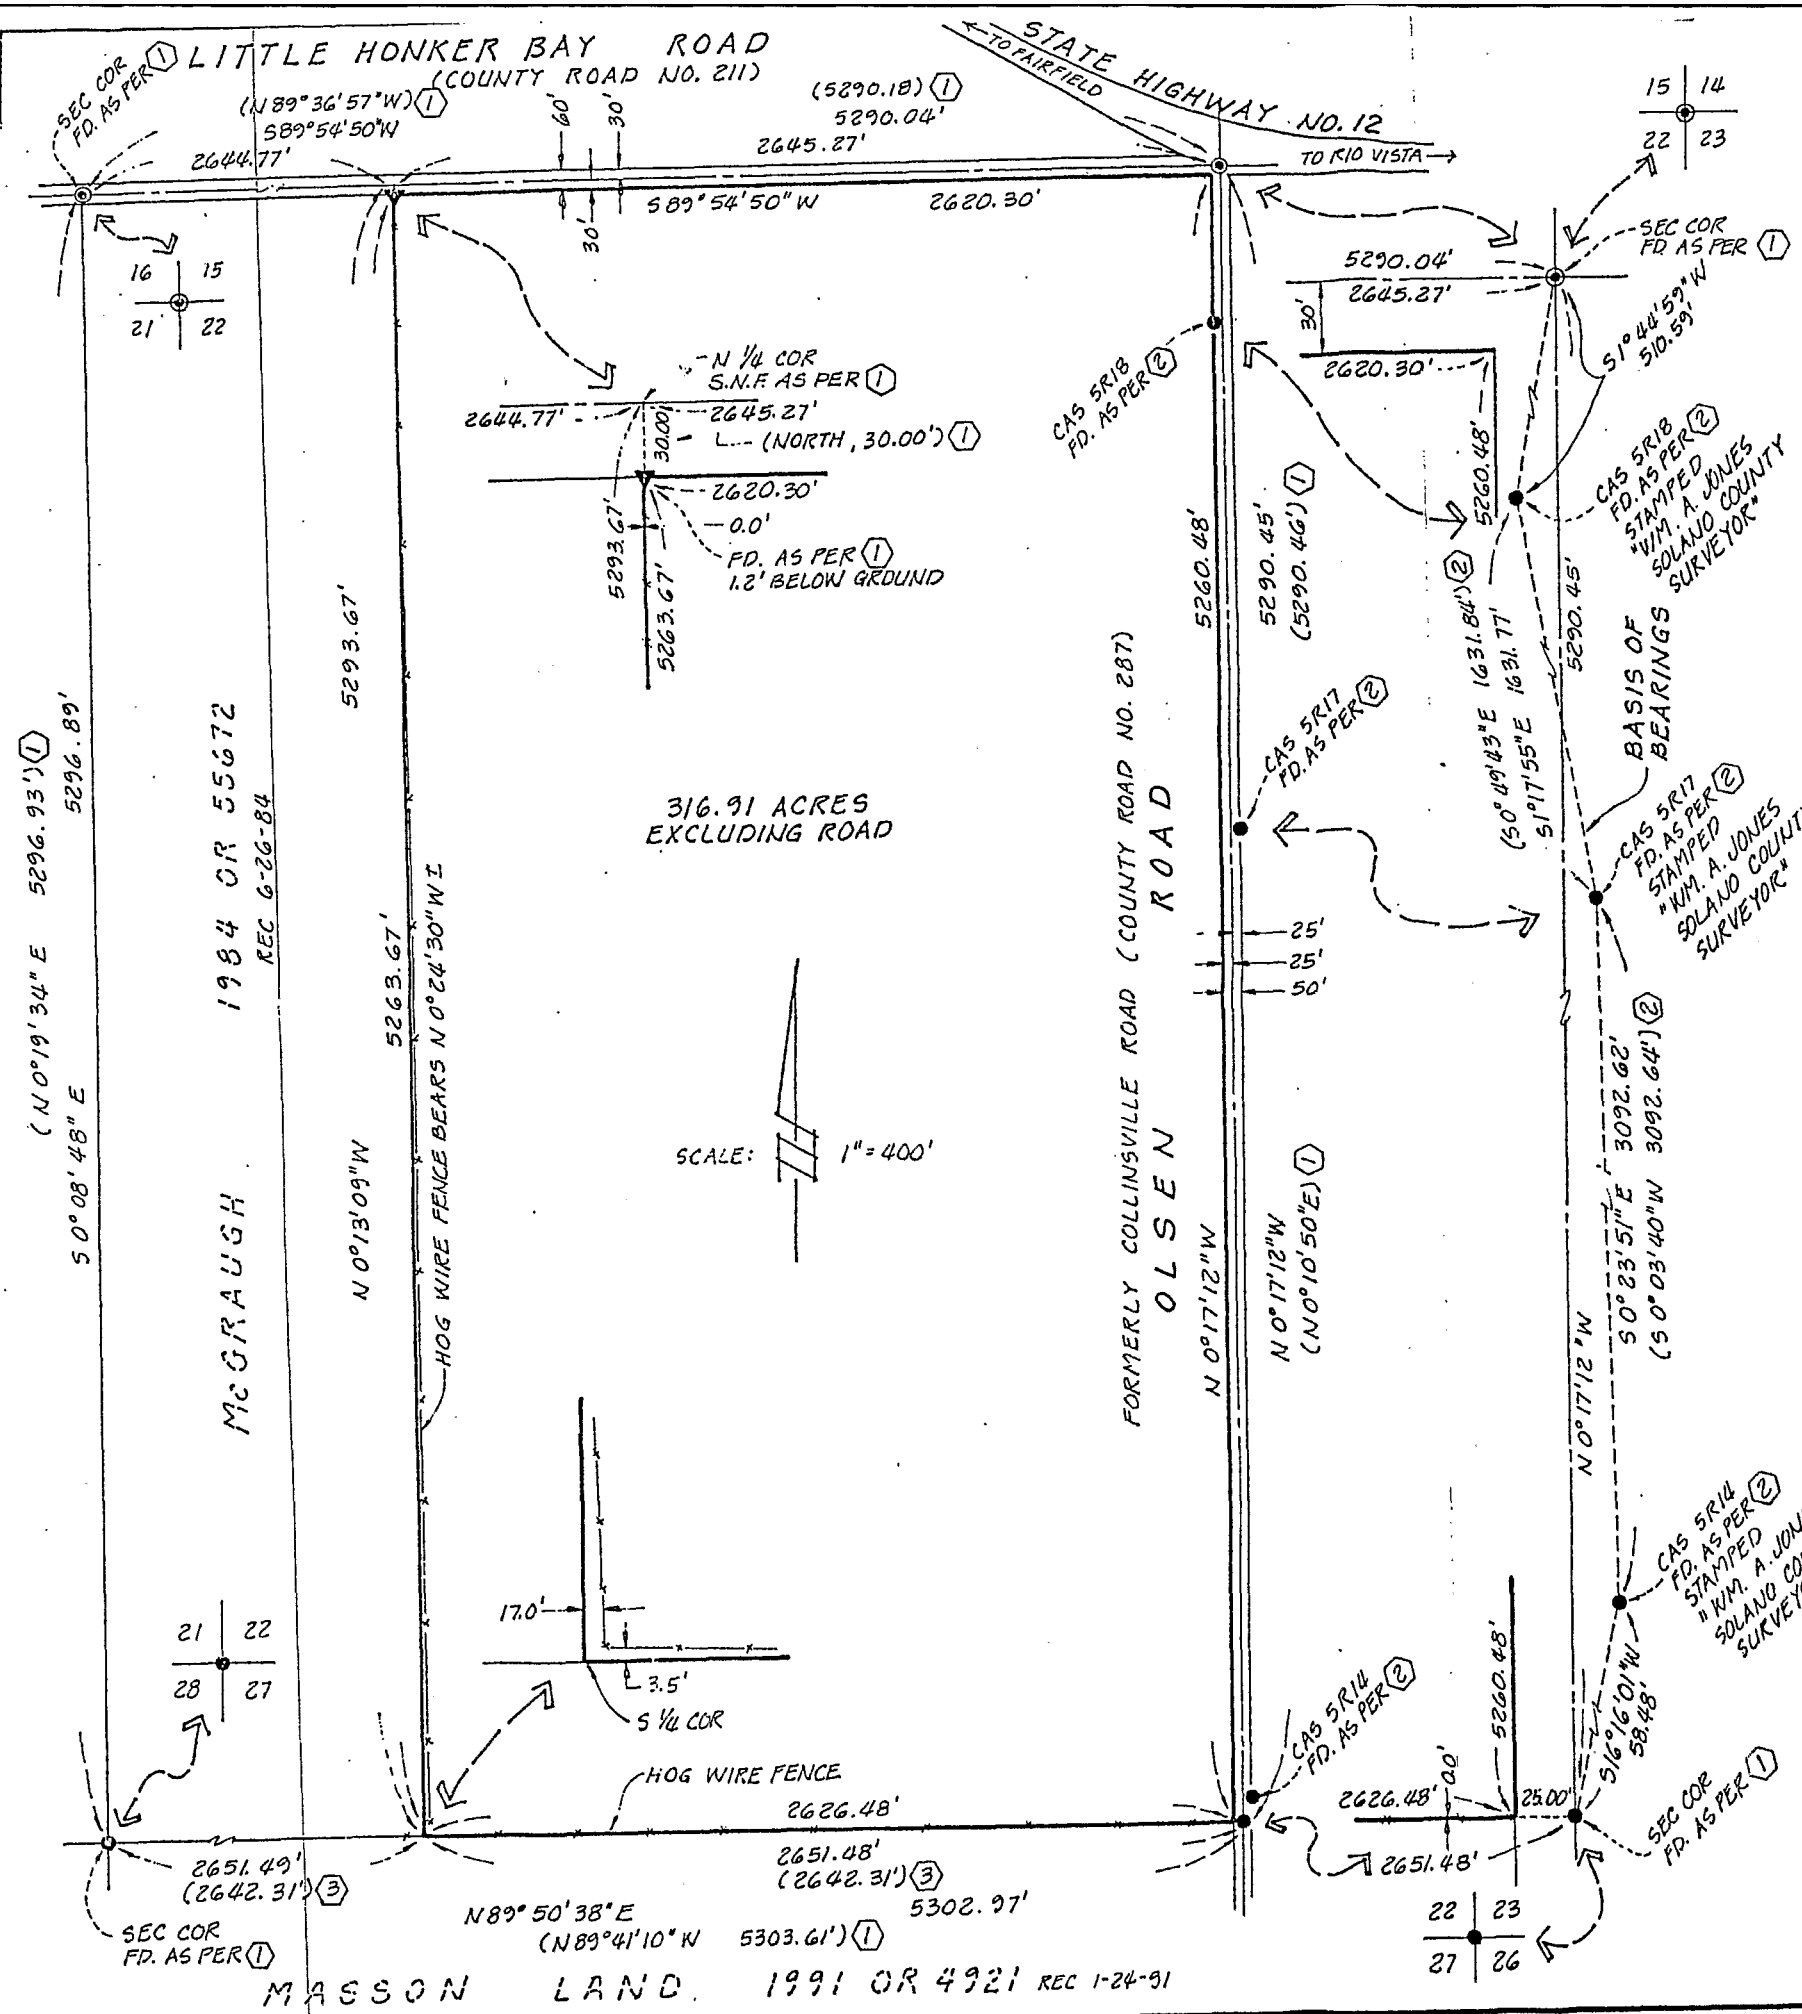 LITTLE HONKER BAY ROAD
(COUNTY ROAD NO. 211)
SEC COR
FD. AS PER 1
(N 89°36'57"W) 1
S89°54'50"W
2644.77'
60'
30'
30'
(5290.18) 1
5290.04'
2645.27'
STATE HIGHWAY NO. 12
←TO FAIRFIELD
TO RIO VISTA→
15 14
22 23
S 89°54'50" W 2620.30'
16 15
21 22
N 1/4 COR
S.N.F. AS PER 1
2644.77' 2645.27'
30.00'
(NORTH, 30.00') 1
2620.30'
0.0'
FD. AS PER 1
1.2' BELOW GROUND
5293.67'
5263.67'
CAS 5R18
FD. AS PER 2
SEC COR
FD. AS PER 1
5290.04'
2645.27'
30'
2620.30'
5260.48'
S 1°44'59" W
510.59'
CAS 5R18
FD. AS PER 2
STAMPED
"WM. A. JONES
SOLANO COUNTY
SURVEYOR"
5290.45'
(S0°49'43"E 1631.84') 2
S1°17'55"E 1631.77'
BASIS OF
BEARINGS
CAS 5R17
FD. AS PER 2
STAMPED
"WM. A. JONES
SOLANO COUNTY
SURVEYOR"
5260.48'
5290.45'
(5290.46') 1
CAS 5R17
FD. AS PER 2
25'
25'
50'
(N 0°19'34" E 5296.93') 1
5296.89'
S 0°08'48" E
1984 OR 55672
REC 6-26-84
McGRAUGH
5293.67'
N 0°13'09"W
5263.67'
HOG WIRE FENCE BEARS N 0°24'30"W±
316.91 ACRES
EXCLUDING ROAD
SCALE: 1"=400'
FORMERLY COLLINSVILLE ROAD (COUNTY ROAD NO. 287)
OLSEN ROAD
N 0°17'12"W
N 0°17'12"W
(N 0°10'50"E) 1
N 0°17'12"W
S 0°23'51" E 3092.62'
(S 0°03'40"W 3092.64') 2
CAS 5R14
FD. AS PER 2
STAMPED
"WM. A. JON
SOLANO CO
SURVEY
S16°16'01"W
58.48'
17.0'
3.5'
S 1/4 COR
21 22
28 27
HOG WIRE FENCE
CAS 5R14
FD. AS PER 2
5260.48'
2626.48'
0.0'
25.00'
2651.48'
SEC COR
FD. AS PER 1
2626.48'
2651.49'
(2642.31') 3
2651.48'
(2642.31') 3
5302.97'
SEC COR
FD. AS PER 1
N89°50'38"E
(N89°41'10"W 5303.61') 1
22 23
27 26
MASSON LAND. 1991 OR 4921 REC 1-24-91